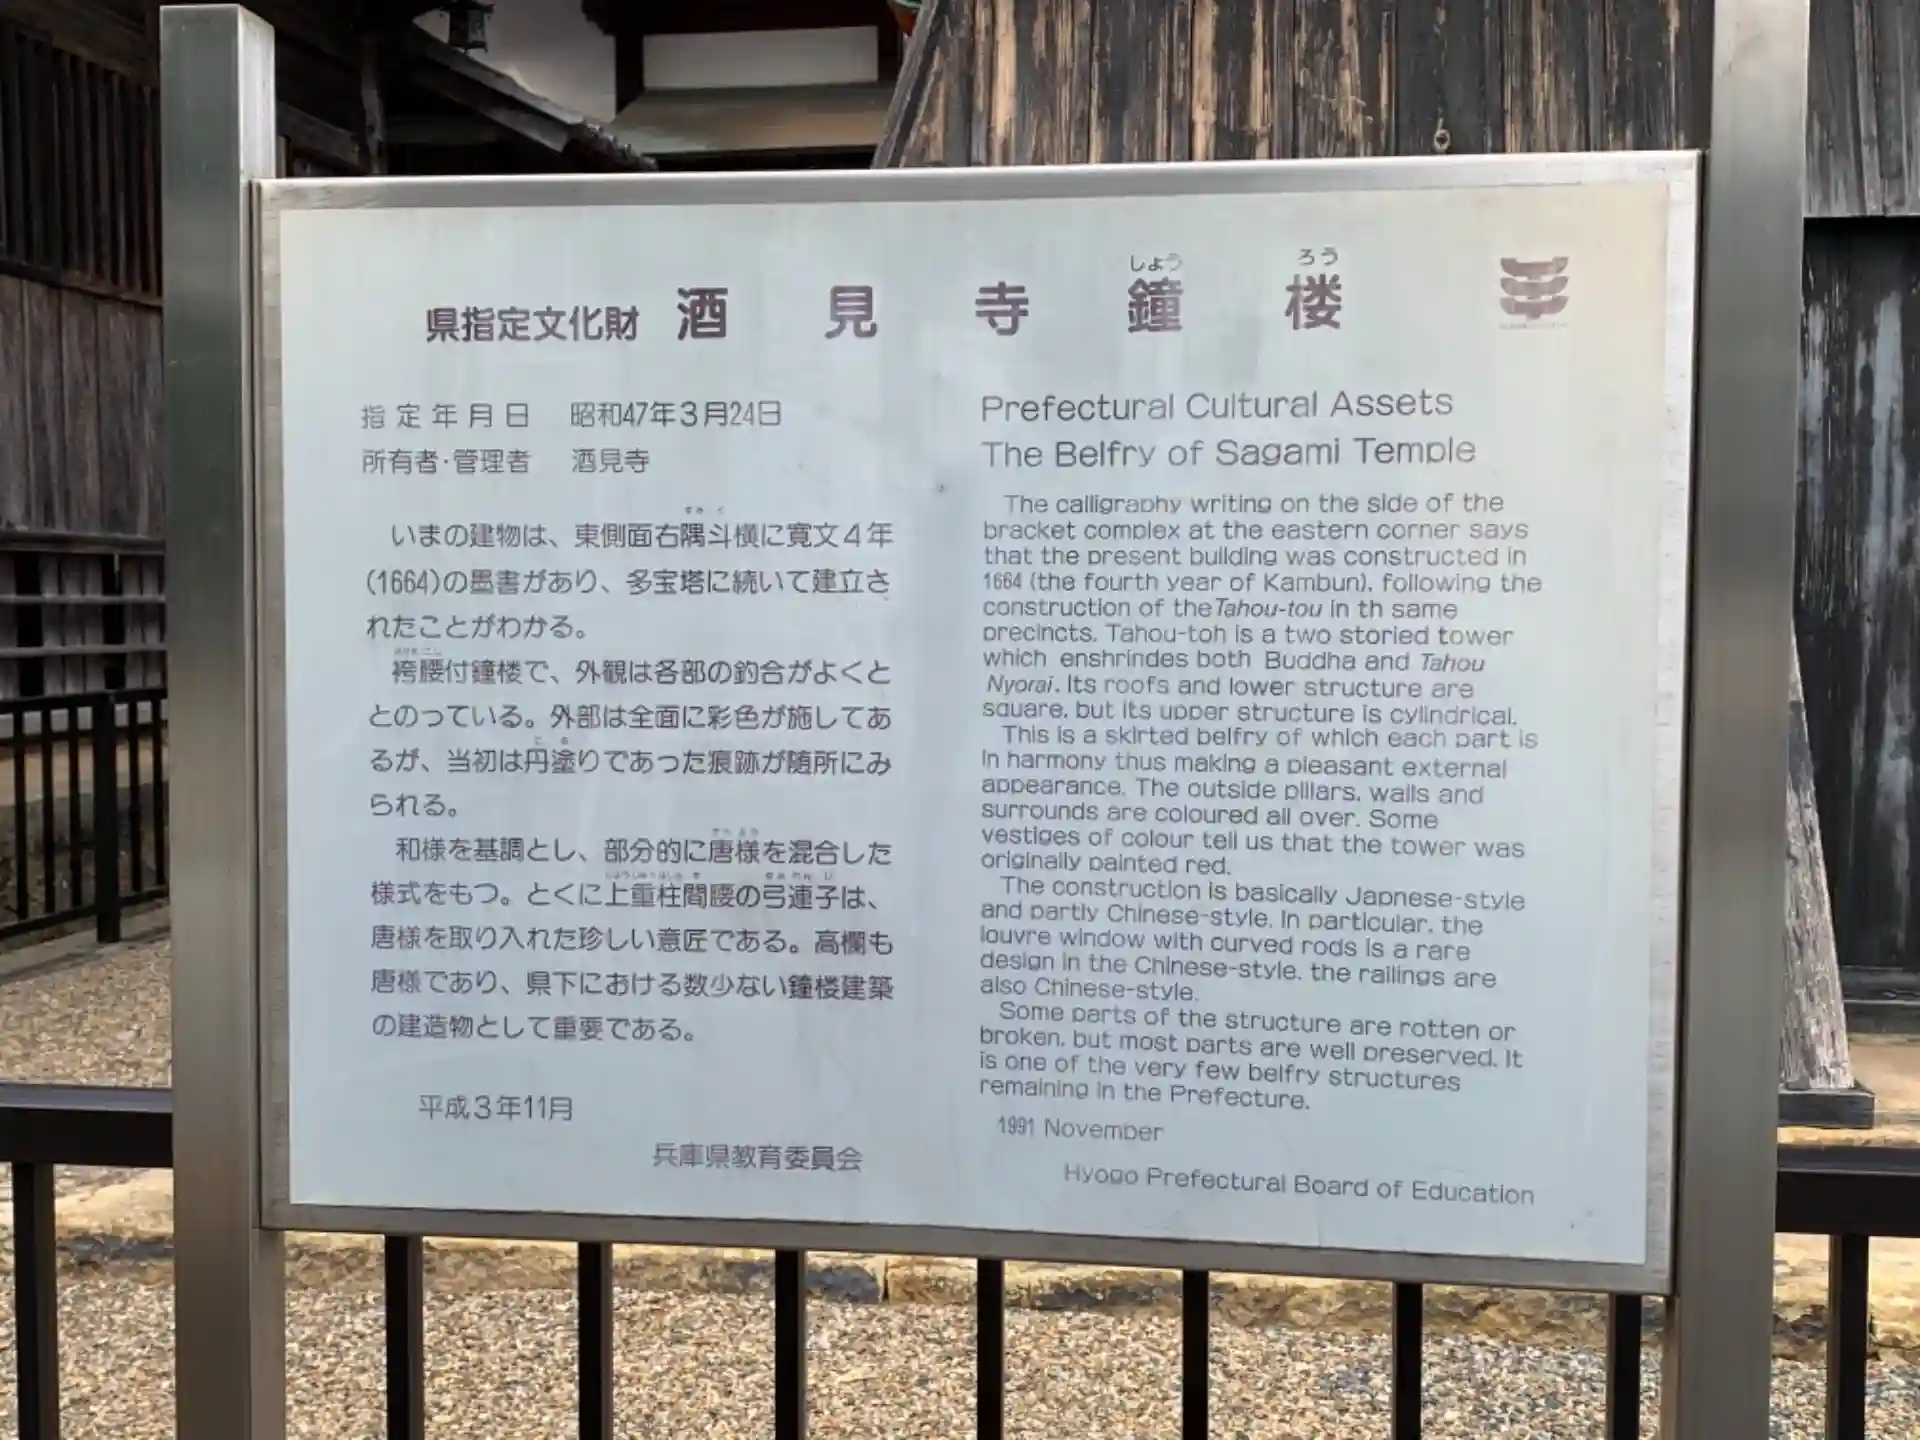 県指定文化財 酒見寺鐘楼
しょう ろう
指定年月日 昭和47年3月24日
所有者・管理者 酒見寺
いまの建物は、東側面右隅斗横に寛文4年
(1664)の墨書があり、多宝塔に続いて建立さ
れたことがわかる。
袴腰付鐘楼で、外観は各部の釣合がよくと
とのっている。外部は全面に彩色が施してあ
るが、当初は丹塗りであった痕跡が随所にみ
られる。
和様を基調とし、部分的に唐様を混合した
様式をもつ。とくに上重柱間腰の弓連子は、
唐様を取り入れた珍しい意匠である。高欄も
唐様であり、県下における数少ない鐘楼建築
の建造物として重要である。
平成3年11月
兵庫県教育委員会
Prefectural Cultural Assets
The Belfry of Sagami Temple
The calligraphy writing on the side of the
bracket complex at the eastern corner says
that the present building was constructed in
1664 (the fourth year of Kambun), following the
construction of the Tahou-tou in th same
precincts. Tahou-toh is a two storied tower
which enshrindes both Buddha and Tahou
Nyorai. Its roofs and lower structure are
square, but its upper structure is cylindrical.
This is a skirted belfry of which each part is
in harmony thus making a pleasant external
appearance. The outside pillars, walls and
surrounds are coloured all over. Some
vestiges of colour tell us that the tower was
originally painted red.
The construction is basically Japnese-style
and partly Chinese-style. In particular, the
louvre window with curved rods is a rare
design in the Chinese-style. the railings are
also Chinese-style.
Some parts of the structure are rotten or
broken, but most parts are well preserved. It
is one of the very few belfry structures
remaining in the Prefecture.
1991 November
Hyogo Prefectural Board of Education